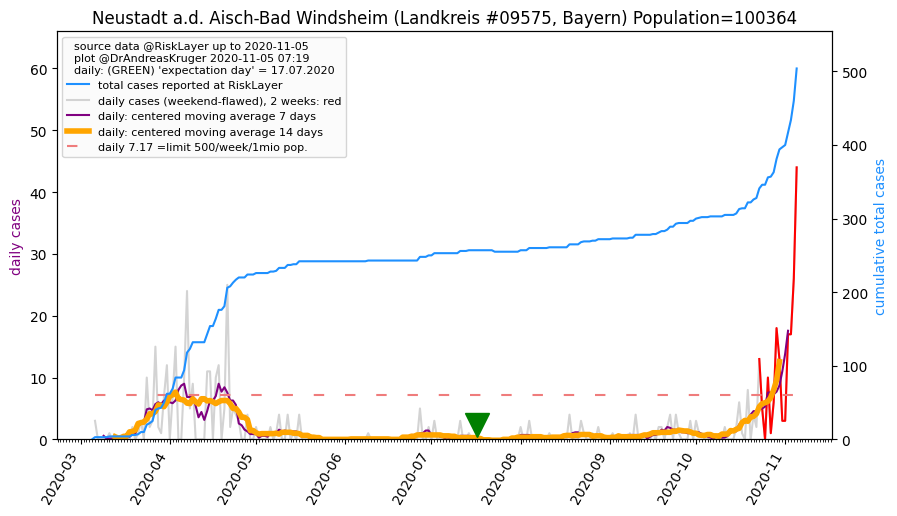 Neustadt a.d. Aisch-Bad Windsheim (Landkreis #09575, Bayern) Population=100364
source data @RiskLayer up to 2020-11-05
plot @DrAndreasKruger 2020-11-05 07:19
daily: (GREEN) 'expectation day' = 17.07.2020
total cases reported at RiskLayer
daily cases (weekend-flawed), 2 weeks: red
daily: centered moving average 7 days
daily: centered moving average 14 days
daily 7.17 =limit 500/week/1mio pop.
daily cases
60
50
40
30
20
10
0
cumulative total cases
500
400
300
200
100
0
2020-03
2020-04
2020-05
2020-06
2020-07
2020-08
2020-09
2020-10
2020-11